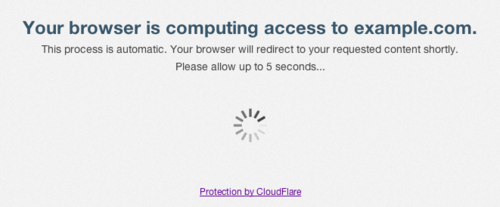 Your browser is computing access to example.com.
This process is automatic. Your browser will redirect to your requested content shortly.
Please allow up to 5 seconds...
Protection by CloudFlare